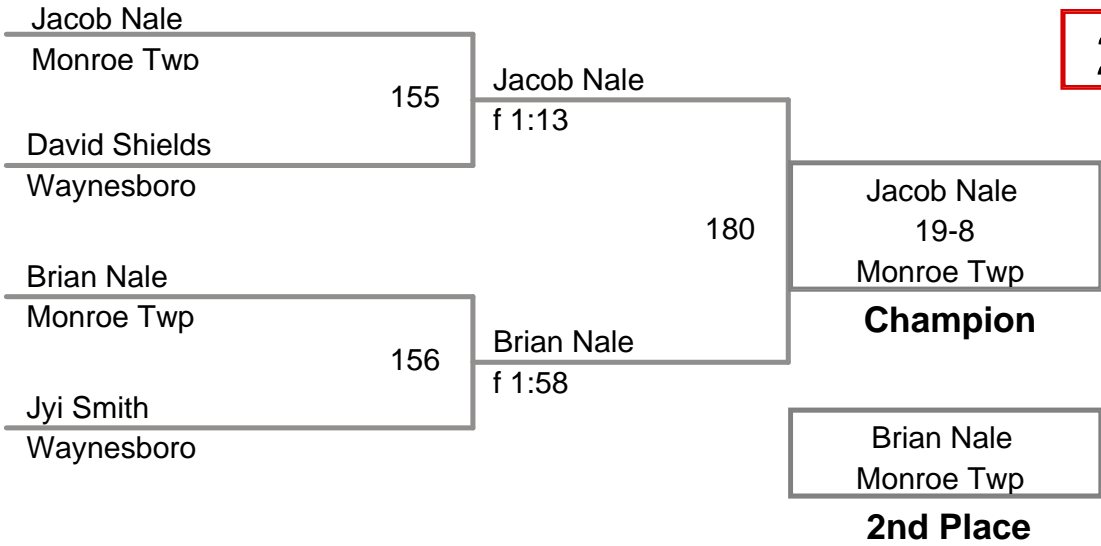 Jacob Nale
Monroe Twp
155
Jacob Nale
f 1:13
David Shields
Waynesboro
180
Jacob Nale
19-8
Monroe Twp
Champion
Brian Nale
Monroe Twp
156
Brian Nale
f 1:58
Jyi Smith
Waynesboro
Brian Nale
Monroe Twp
2nd Place